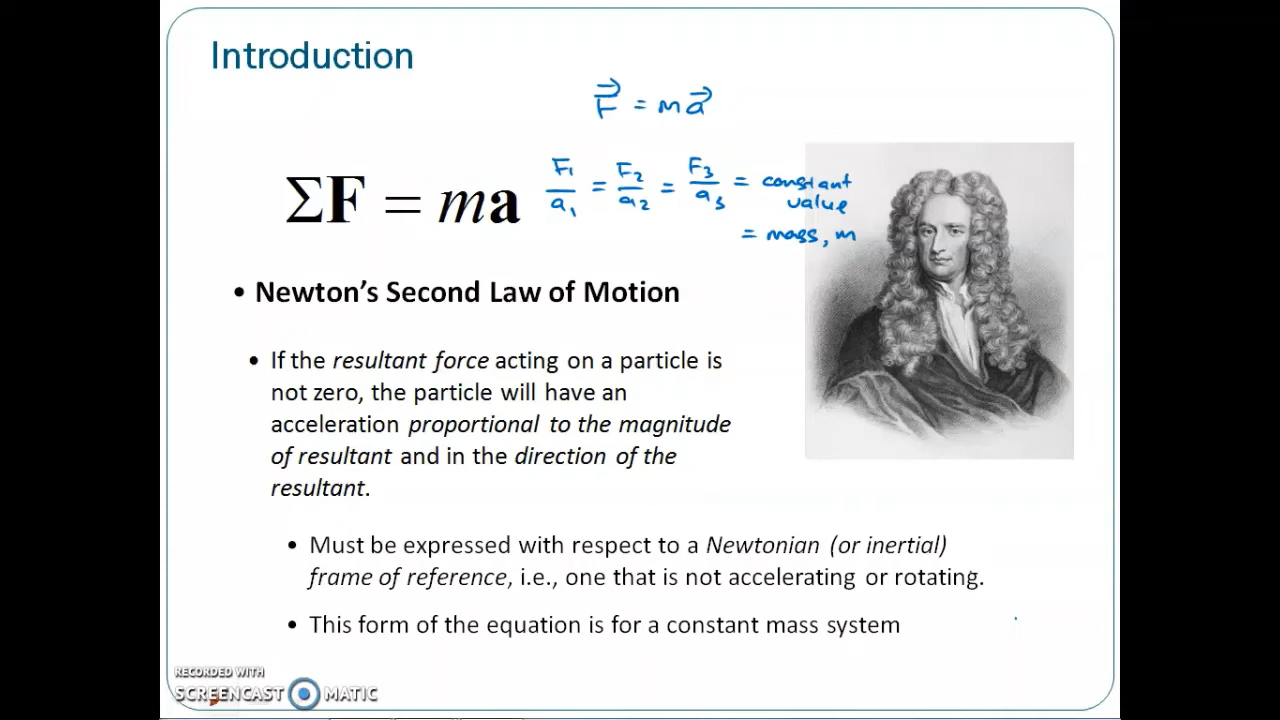 Introduction
F⃗ = m a⃗
ΣF = ma
F1/a1 = F2/a2 = F3/a3 = constant value
= mass, m
• Newton's Second Law of Motion
• If the resultant force acting on a particle is
not zero, the particle will have an
acceleration proportional to the magnitude
of resultant and in the direction of the
resultant.
• Must be expressed with respect to a Newtonian (or inertial)
frame of reference, i.e., one that is not accelerating or rotating.
• This form of the equation is for a constant mass system
RECORDED WITH
SCREENCAST MATIC